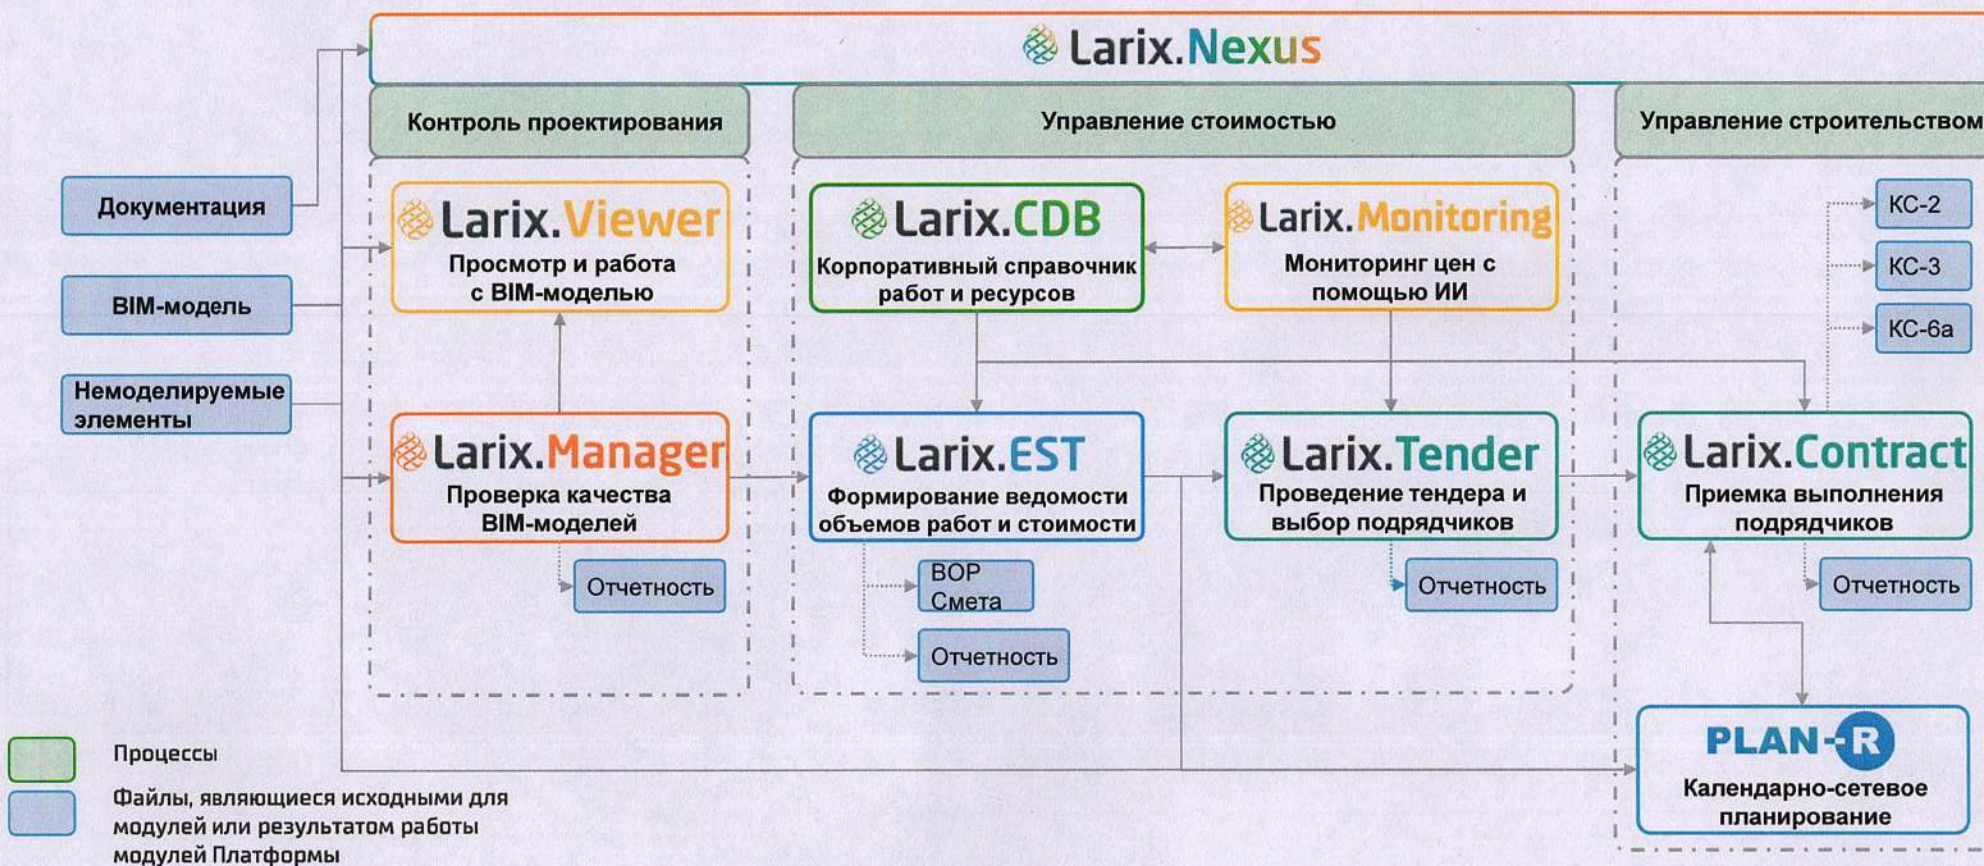 Larix.Nexus
Контроль проектирования
Управление стоимостью
Управление строительством
Документация
BIM-модель
Немоделируемые
элементы
Larix.Viewer
Просмотр и работа
с BIM-моделью
Larix.Manager
Проверка качества
BIM-моделей
Отчетность
Larix.CDB
Корпоративный справочник
работ и ресурсов
Larix.Monitoring
Мониторинг цен с
помощью ИИ
Larix.EST
Формирование ведомости
объемов работ и стоимости
ВОР
Смета
Отчетность
Larix.Tender
Проведение тендера и
выбор подрядчиков
Отчетность
КС-2
КС-3
КС-6а
Larix.Contract
Приемка выполнения
подрядчиков
Отчетность
PLAN-R
Календарно-сетевое
планирование
Процессы
Файлы, являющиеся исходными для
модулей или результатом работы
модулей Платформы